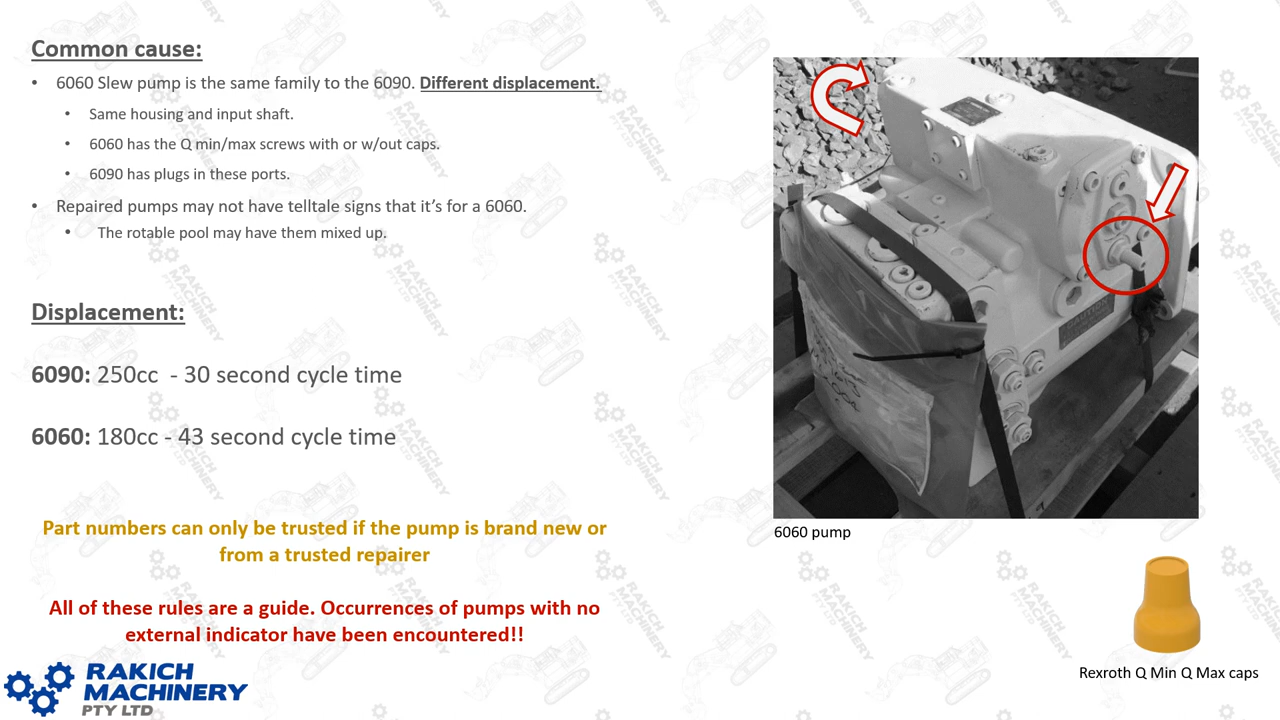 Common cause:
• 6060 Slew pump is the same family to the 6090. Different displacement.
• Same housing and input shaft.
• 6060 has the Q min/max screws with or w/out caps.
• 6090 has plugs in these ports.
• Repaired pumps may not have telltale signs that it’s for a 6060.
• The rotable pool may have them mixed up.
Displacement:
6090: 250cc - 30 second cycle time
6060: 180cc - 43 second cycle time
Part numbers can only be trusted if the pump is brand new or
from a trusted repairer
All of these rules are a guide. Occurrences of pumps with no
external indicator have been encountered!!
RAKICH
MACHINERY
PTY LTD
6060 pump
Rexroth Q Min Q Max caps